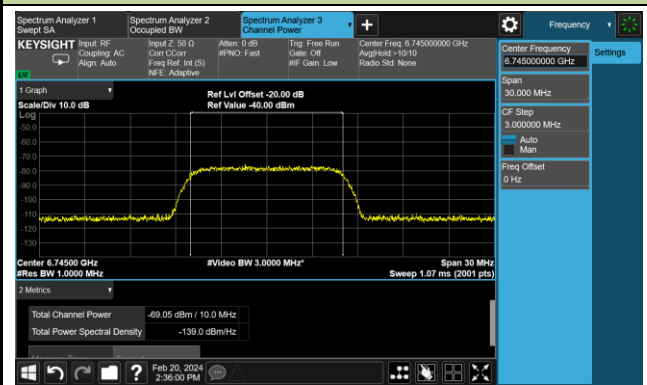 Spectrum Analyzer 1
Swept SA
Spectrum Analyzer 2
Occupied BW
Spectrum Analyzer 3
Channel Power
Frequency
KEYSIGHT
Input: RF
Coupling: AC
Align: Auto
Input Z: 50 Ω
Corr CCorr
Freq Ref: Int (S)
NFE: Adaptive
Atten: 0 dB
#PNO: Fast
Trig: Free Run
Gate: Off
#IF Gain: Low
Center Freq: 6.745000000 GHz
Avg|Hold:>10/10
Radio Std: None
Center Frequency
6.745000000 GHz
Settings
Span
30.000 MHz
CF Step
3.000000 MHz
Auto
Man
Freq Offset
0 Hz
1 Graph
Scale/Div 10.0 dB
Ref Lvl Offset -20.00 dB
Ref Value -40.00 dBm
Log
-50.0
-60.0
-70.0
-80.0
-90.0
-100
-110
-120
-130
Center 6.74500 GHz
#Video BW 3.0000 MHz*
Span 30 MHz
#Res BW 1.0000 MHz
Sweep 1.07 ms (2001 pts)
2 Metrics
Total Channel Power
-69.05 dBm / 10.0 MHz
Total Power Spectral Density
-139.0 dBm/Hz
?
Feb 20, 2024
2:36:00 PM